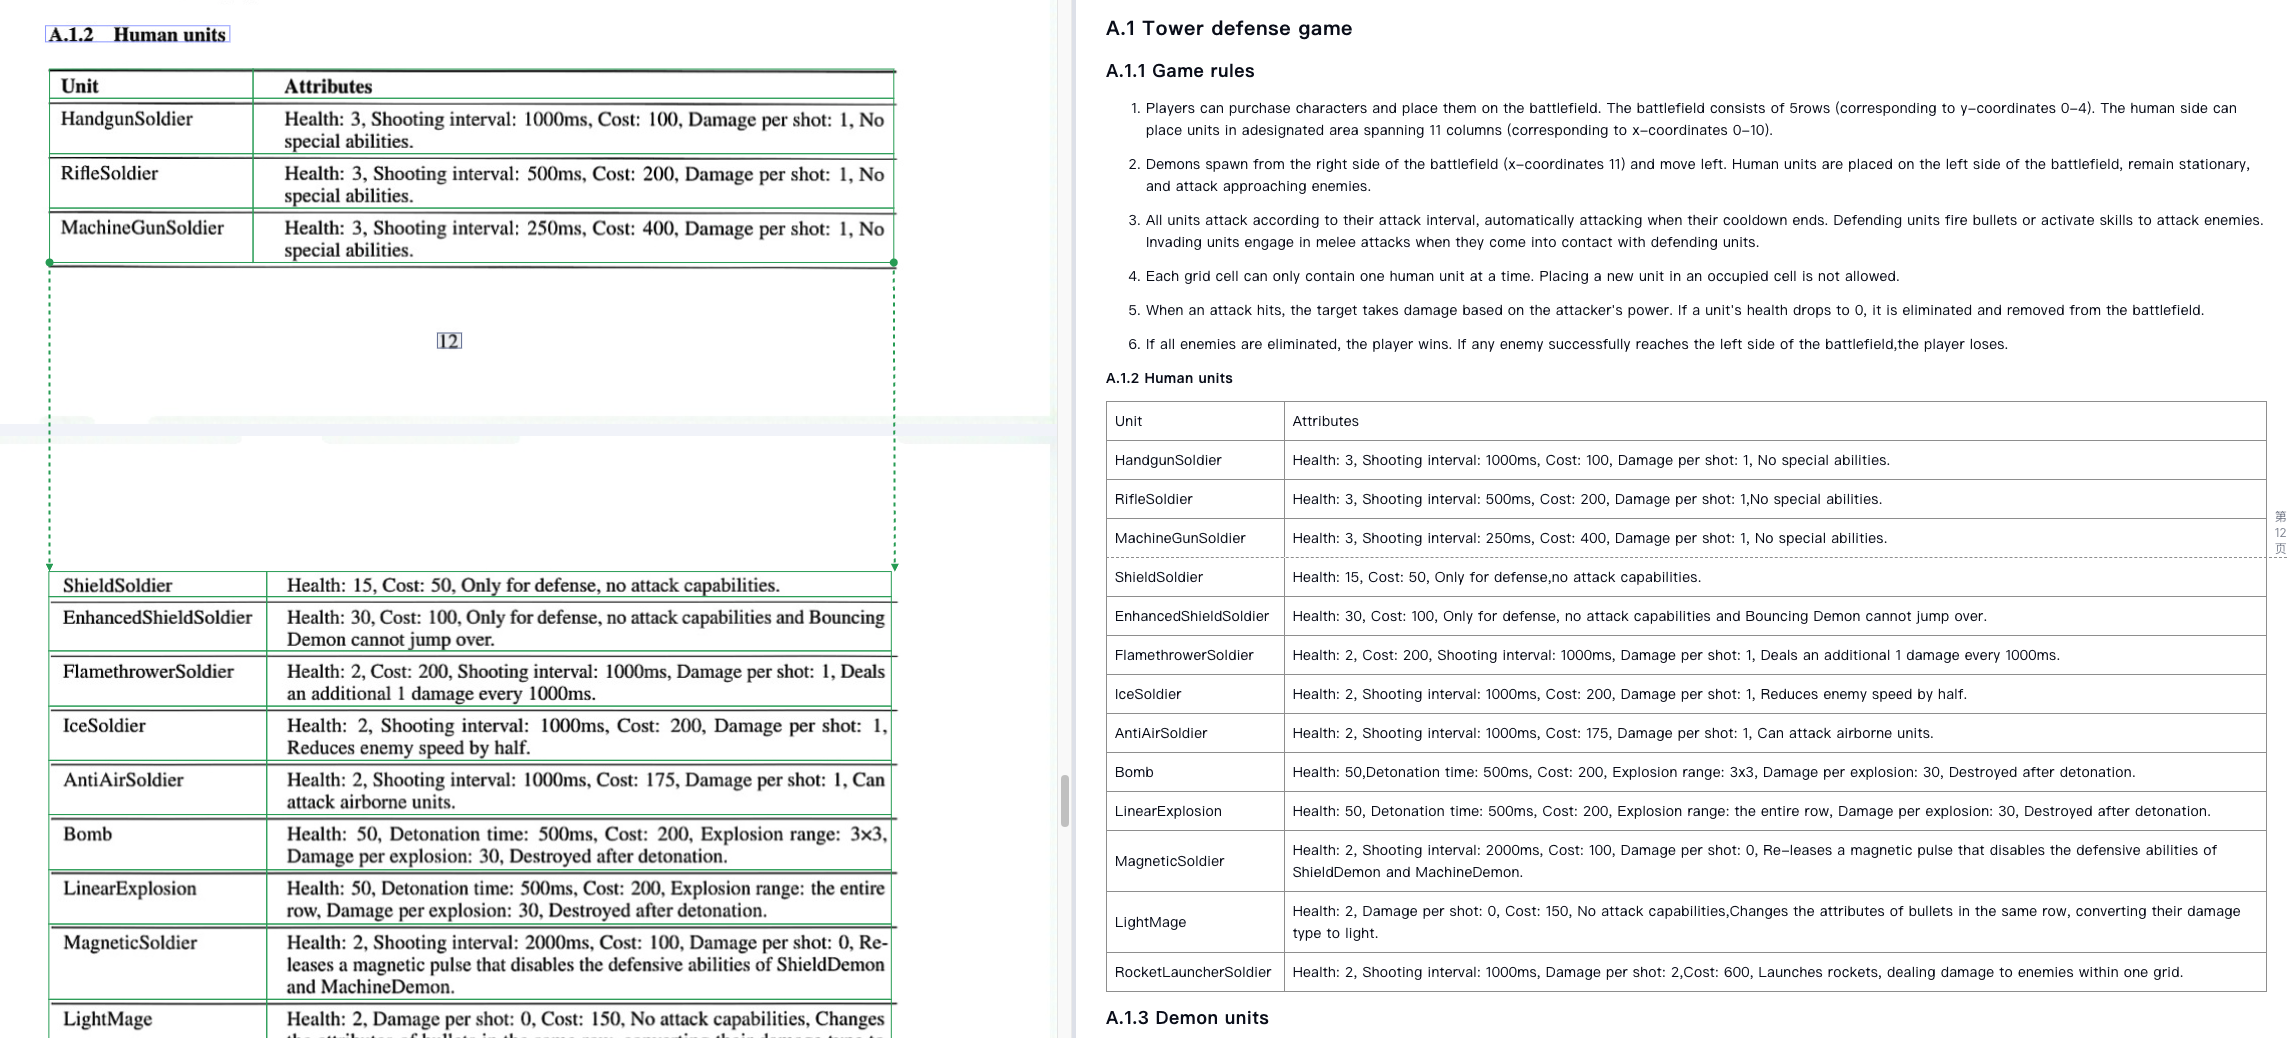 A.1.2 Human units
Unit Attributes
HandgunSoldier Health: 3, Shooting interval: 1000ms, Cost: 100, Damage per shot: 1, No
special abilities.
RifleSoldier Health: 3, Shooting interval: 500ms, Cost: 200, Damage per shot: 1, No
special abilities.
MachineGunSoldier Health: 3, Shooting interval: 250ms, Cost: 400, Damage per shot: 1, No
special abilities.
12
ShieldSoldier Health: 15, Cost: 50, Only for defense, no attack capabilities.
EnhancedShieldSoldier Health: 30, Cost: 100, Only for defense, no attack capabilities and Bouncing
Demon cannot jump over.
FlamethrowerSoldier Health: 2, Cost: 200, Shooting interval: 1000ms, Damage per shot: 1, Deals
an additional 1 damage every 1000ms.
IceSoldier Health: 2, Shooting interval: 1000ms, Cost: 200, Damage per shot: 1,
Reduces enemy speed by half.
AntiAirSoldier Health: 2, Shooting interval: 1000ms, Cost: 175, Damage per shot: 1, Can
attack airborne units.
Bomb Health: 50, Detonation time: 500ms, Cost: 200, Explosion range: 3×3,
Damage per explosion: 30, Destroyed after detonation.
LinearExplosion Health: 50, Detonation time: 500ms, Cost: 200, Explosion range: the entire
row, Damage per explosion: 30, Destroyed after detonation.
MagneticSoldier Health: 2, Shooting interval: 2000ms, Cost: 100, Damage per shot: 0, Re-
leases a magnetic pulse that disables the defensive abilities of ShieldDemon
and MachineDemon.
LightMage Health: 2, Damage per shot: 0, Cost: 150, No attack capabilities, Changes
A.1 Tower defense game
A.1.1 Game rules
1. Players can purchase characters and place them on the battlefield. The battlefield consists of 5rows (corresponding to y-coordinates 0-4). The human side can
place units in adesignated area spanning 11 columns (corresponding to x-coordinates 0-10).
2. Demons spawn from the right side of the battlefield (x-coordinates 11) and move left. Human units are placed on the left side of the battlefield, remain stationary,
and attack approaching enemies.
3. All units attack according to their attack interval, automatically attacking when their cooldown ends. Defending units fire bullets or activate skills to attack enemies.
Invading units engage in melee attacks when they come into contact with defending units.
4. Each grid cell can only contain one human unit at a time. Placing a new unit in an occupied cell is not allowed.
5. When an attack hits, the target takes damage based on the attacker's power. If a unit's health drops to 0, it is eliminated and removed from the battlefield.
6. If all enemies are eliminated, the player wins. If any enemy successfully reaches the left side of the battlefield,the player loses.
A.1.2 Human units
Unit Attributes
HandgunSoldier Health: 3, Shooting interval: 1000ms, Cost: 100, Damage per shot: 1, No special abilities.
RifleSoldier Health: 3, Shooting interval: 500ms, Cost: 200, Damage per shot: 1,No special abilities.
MachineGunSoldier Health: 3, Shooting interval: 250ms, Cost: 400, Damage per shot: 1, No special abilities.
ShieldSoldier Health: 15, Cost: 50, Only for defense,no attack capabilities.
EnhancedShieldSoldier Health: 30, Cost: 100, Only for defense, no attack capabilities and Bouncing Demon cannot jump over.
FlamethrowerSoldier Health: 2, Cost: 200, Shooting interval: 1000ms, Damage per shot: 1, Deals an additional 1 damage every 1000ms.
IceSoldier Health: 2, Shooting interval: 1000ms, Cost: 200, Damage per shot: 1, Reduces enemy speed by half.
AntiAirSoldier Health: 2, Shooting interval: 1000ms, Cost: 175, Damage per shot: 1, Can attack airborne units.
Bomb Health: 50,Detonation time: 500ms, Cost: 200, Explosion range: 3x3, Damage per explosion: 30, Destroyed after detonation.
LinearExplosion Health: 50, Detonation time: 500ms, Cost: 200, Explosion range: the entire row, Damage per explosion: 30, Destroyed after detonation.
MagneticSoldier Health: 2, Shooting interval: 2000ms, Cost: 100, Damage per shot: 0, Re-leases a magnetic pulse that disables the defensive abilities of
ShieldDemon and MachineDemon.
LightMage Health: 2, Damage per shot: 0, Cost: 150, No attack capabilities,Changes the attributes of bullets in the same row, converting their damage
type to light.
RocketLauncherSoldier Health: 2, Shooting interval: 1000ms, Damage per shot: 2,Cost: 600, Launches rockets, dealing damage to enemies within one grid.
A.1.3 Demon units
第
12
页